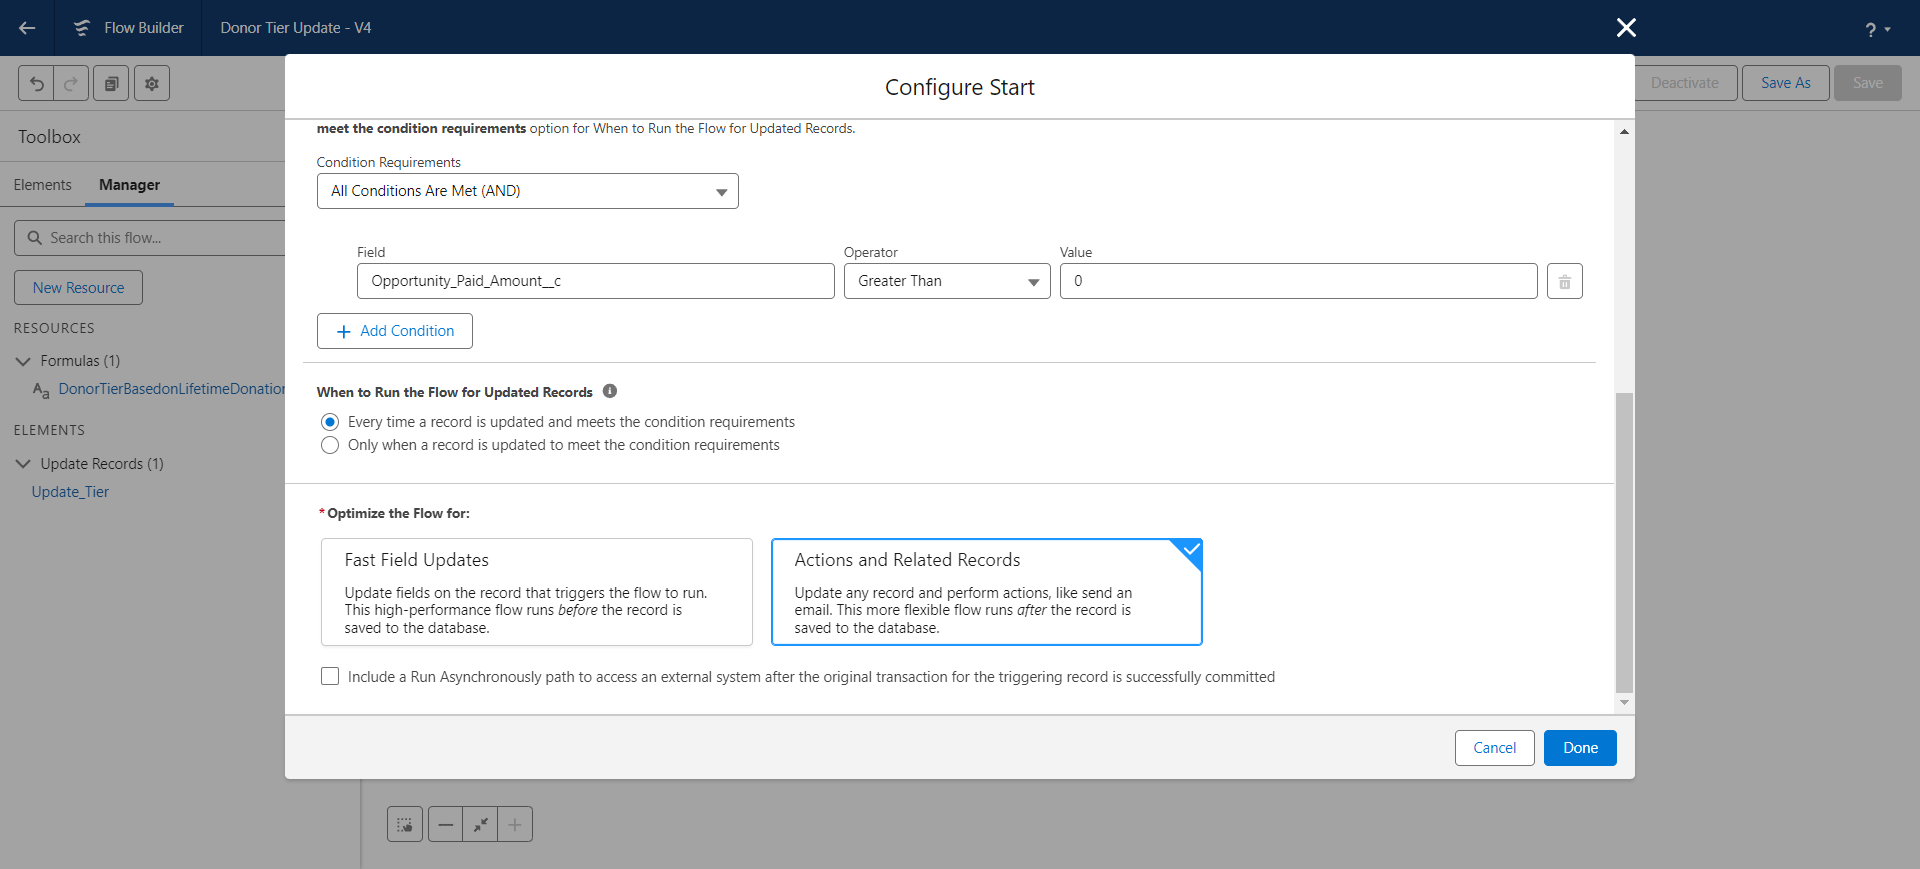 Flow Builder
Donor Tier Update - V4
?
Configure Start
Deactivate
Save As
Save
Toolbox
Elements
Manager
Search this flow...
New Resource
RESOURCES
Formulas (1)
Aa DonorTierBasedonLifetimeDonation
ELEMENTS
Update Records (1)
Update_Tier
meet the condition requirements option for When to Run the Flow for Updated Records.
Condition Requirements
All Conditions Are Met (AND)
Field
Operator
Value
Opportunity_Paid_Amount__c
Greater Than
0
+ Add Condition
When to Run the Flow for Updated Records
Every time a record is updated and meets the condition requirements
Only when a record is updated to meet the condition requirements
*Optimize the Flow for:
Fast Field Updates
Update fields on the record that triggers the flow to run.
This high-performance flow runs before the record is
saved to the database.
Actions and Related Records
Update any record and perform actions, like send an
email. This more flexible flow runs after the record is
saved to the database.
Include a Run Asynchronously path to access an external system after the original transaction for the triggering record is successfully committed
Cancel
Done